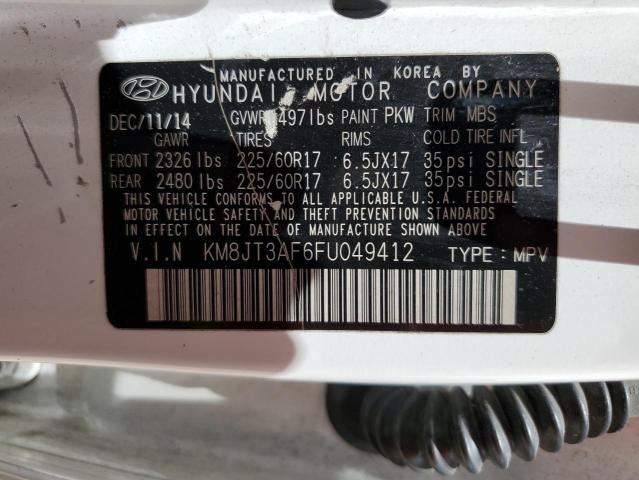 MANUFACTURED IN KOREA BY
HYUNDAI MOTOR COMPANY
DEC/11/14 GVWR 4497 lbs PAINT PKW TRIM MBS
GAWR TIRES RIMS COLD TIRE INFL
FRONT 2326 lbs 225/60R17 6.5JX17 35psi SINGLE
REAR 2480 lbs 225/60R17 6.5JX17 35psi SINGLE
THIS VEHICLE CONFORMS TO ALL APPLICABLE U.S.A. FEDERAL
MOTOR VEHICLE SAFETY AND THEFT PREVENTION STANDARDS
IN EFFECT ON THE DATE OF MANUFACTURE SHOWN ABOVE
V.I.N KM8JT3AF6FU049412 TYPE : MPV